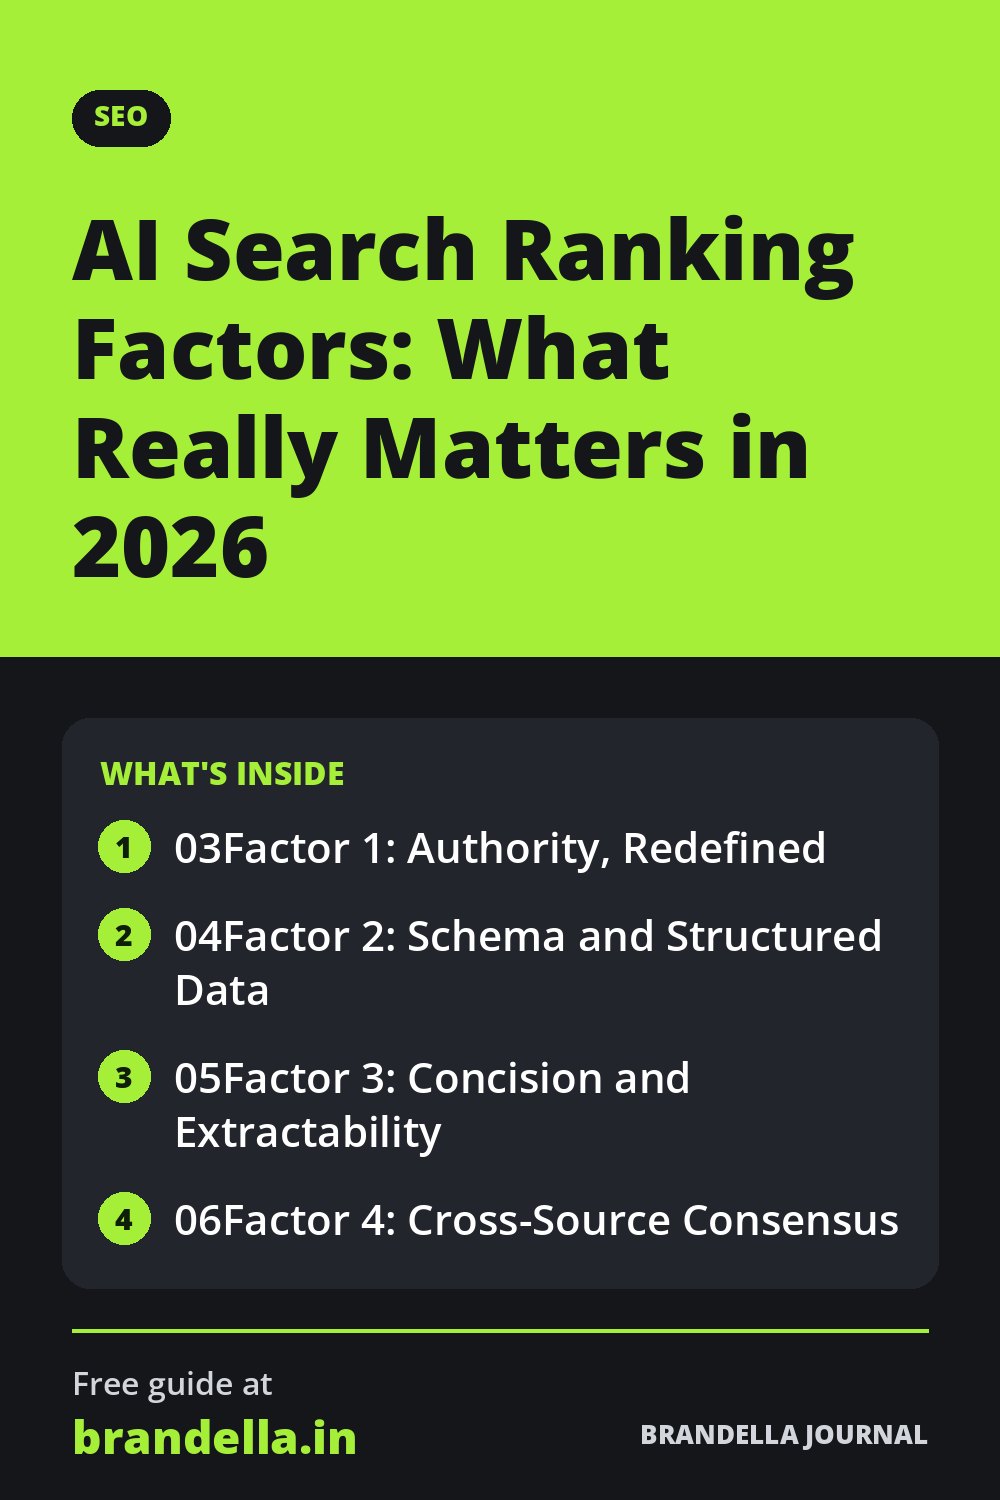 SEO
AI Search Ranking
Factors: What
Really Matters in
2026
WHAT'S INSIDE
1 03Factor 1: Authority, Redefined
2 04Factor 2: Schema and Structured
Data
3 05Factor 3: Concision and
Extractability
4 06Factor 4: Cross-Source Consensus
Free guide at
brandella.in
BRANDELLA JOURNAL